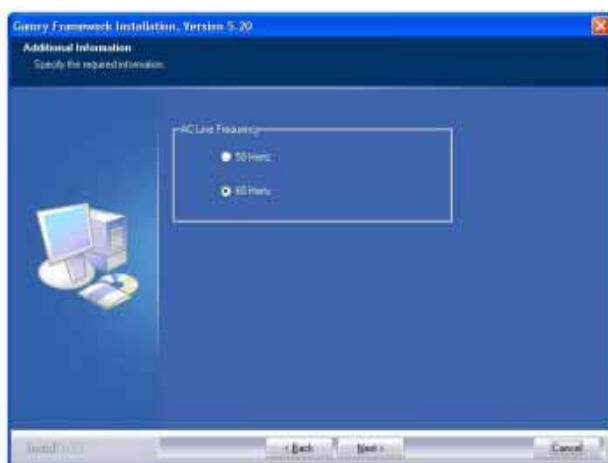 Gamry Framework Installation, Version 5.20
Additional Information
Specify the required information:
AC Line Frequency
50 Hertz
60 Hertz
< Back
Next >
Cancel